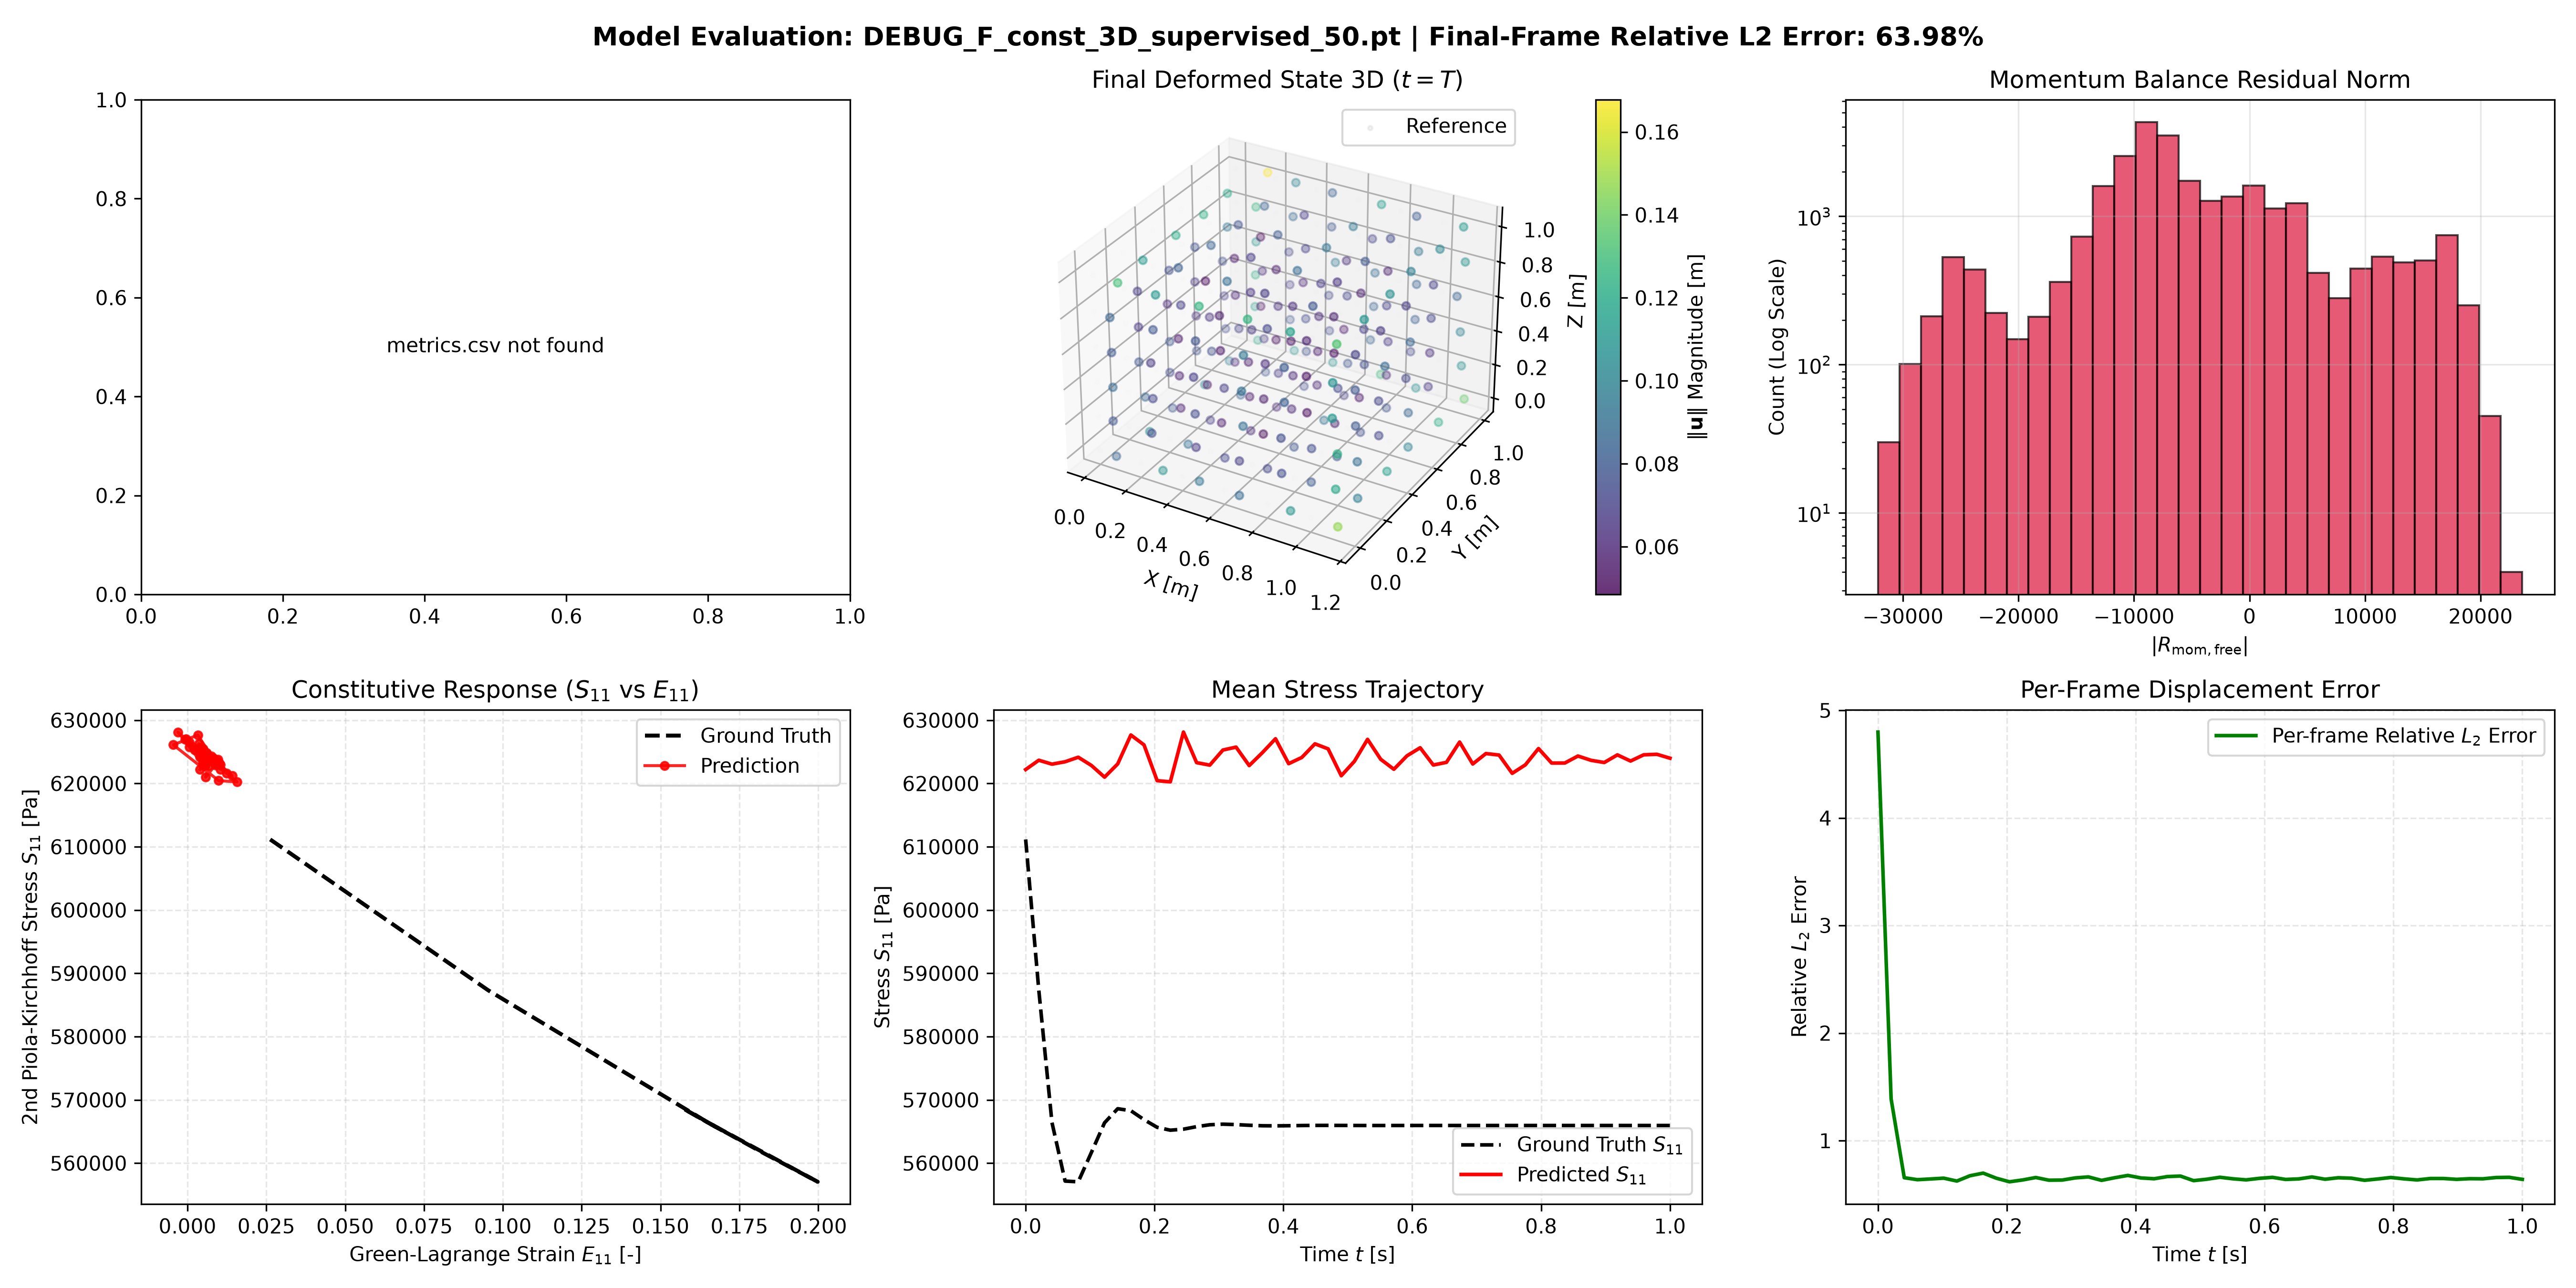 Model Evaluation: DEBUG_F_const_3D_supervised_50.pt | Final-Frame Relative L2 Error: 63.98%
1.0
0.8
0.6
0.4
0.2
0.0
0.0 0.2 0.4 0.6 0.8 1.0
metrics.csv not found
Final Deformed State 3D (t = T)
Reference
0.0 0.2 0.4 0.6 0.8 1.0 1.2
X [m]
0.0 0.2 0.4 0.6 0.8 1.0
Y [m]
1.0
0.8
0.6
0.4
0.2
0.0
Z [m]
0.16
0.14
0.12
0.10
0.08
0.06
‖u‖ Magnitude [m]
Momentum Balance Residual Norm
Count (Log Scale)
10³
10²
10¹
−30000 −20000 −10000 0 10000 20000
|R_mom, free|
Constitutive Response (S₁₁ vs E₁₁)
2nd Piola-Kirchhoff Stress S₁₁ [Pa]
630000
620000
610000
600000
590000
580000
570000
560000
Ground Truth
Prediction
0.000 0.025 0.050 0.075 0.100 0.125 0.150 0.175 0.200
Green-Lagrange Strain E₁₁ [-]
Mean Stress Trajectory
Stress S₁₁ [Pa]
630000
620000
610000
600000
590000
580000
570000
560000
Ground Truth S₁₁
Predicted S₁₁
0.0 0.2 0.4 0.6 0.8 1.0
Time t [s]
Per-Frame Displacement Error
Relative L₂ Error
5
4
3
2
1
Per-frame Relative L₂ Error
0.0 0.2 0.4 0.6 0.8 1.0
Time t [s]